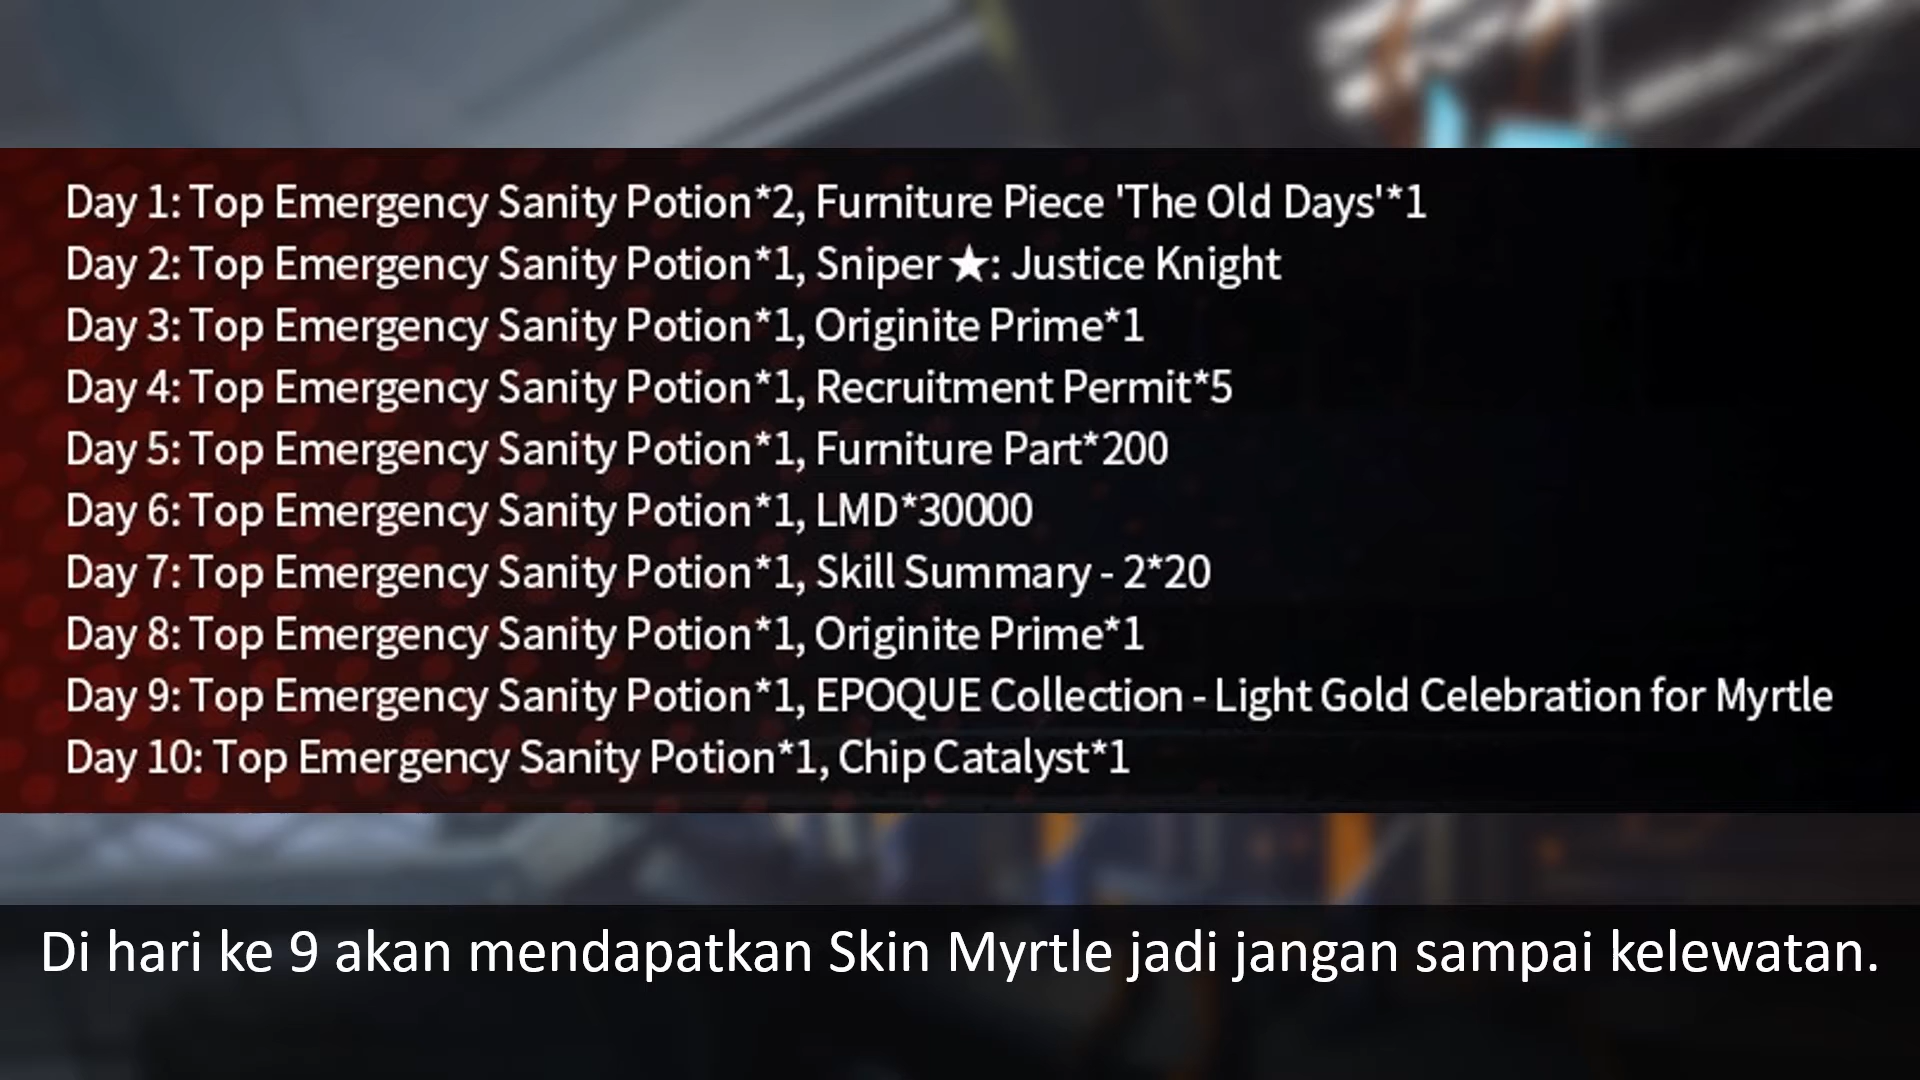 Day 1: Top Emergency Sanity Potion*2, Furniture Piece 'The Old Days'*1
Day 2: Top Emergency Sanity Potion*1, Sniper ★: Justice Knight
Day 3: Top Emergency Sanity Potion*1, Originite Prime*1
Day 4: Top Emergency Sanity Potion*1, Recruitment Permit*5
Day 5: Top Emergency Sanity Potion*1, Furniture Part*200
Day 6: Top Emergency Sanity Potion*1, LMD*30000
Day 7: Top Emergency Sanity Potion*1, Skill Summary - 2*20
Day 8: Top Emergency Sanity Potion*1, Originite Prime*1
Day 9: Top Emergency Sanity Potion*1, EPOQUE Collection - Light Gold Celebration for Myrtle
Day 10: Top Emergency Sanity Potion*1, Chip Catalyst*1
Di hari ke 9 akan mendapatkan Skin Myrtle jadi jangan sampai kelewatan.